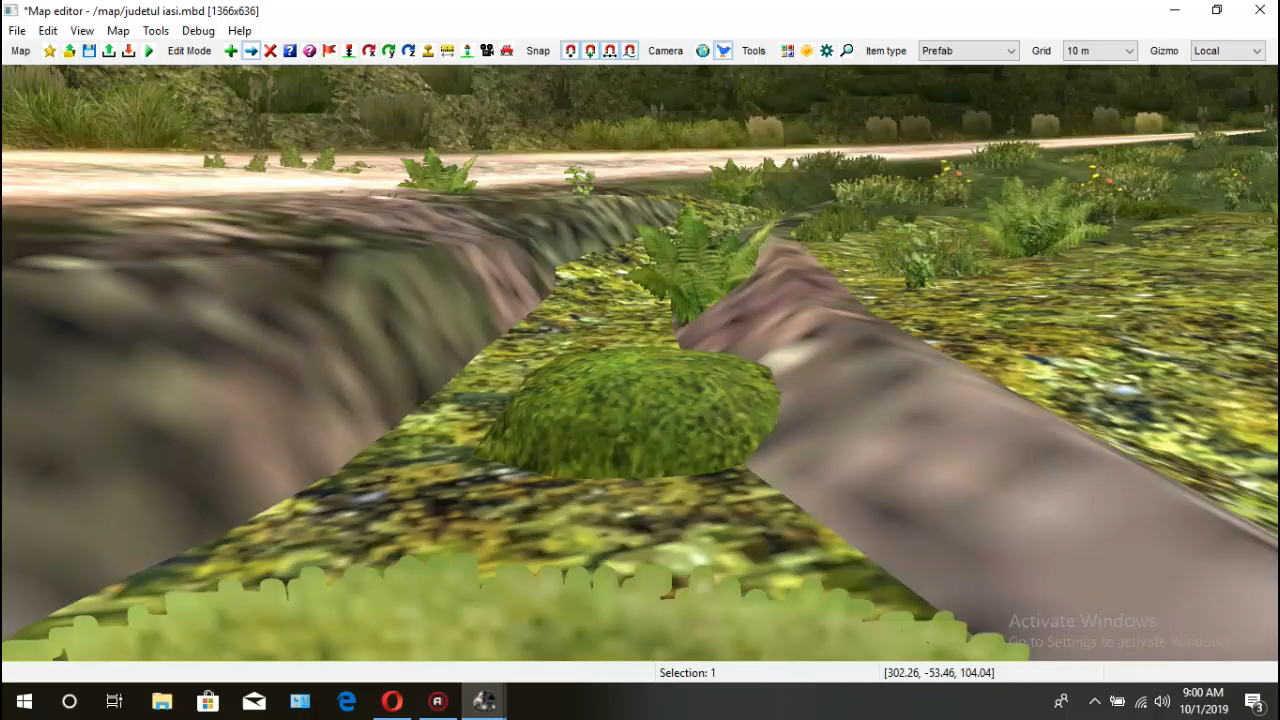 *Map editor - /map/judetul iasi.mbd [1366x636]
File Edit View Map Tools Debug Help
Map Edit Mode Snap Camera Tools Item type Prefab Grid 10 m Gizmo Local
Activate Windows
Go to Settings to activate Windows.
Selection: 1 [302.26, -53.46, 104.04]
9:00 AM
10/1/2019
3